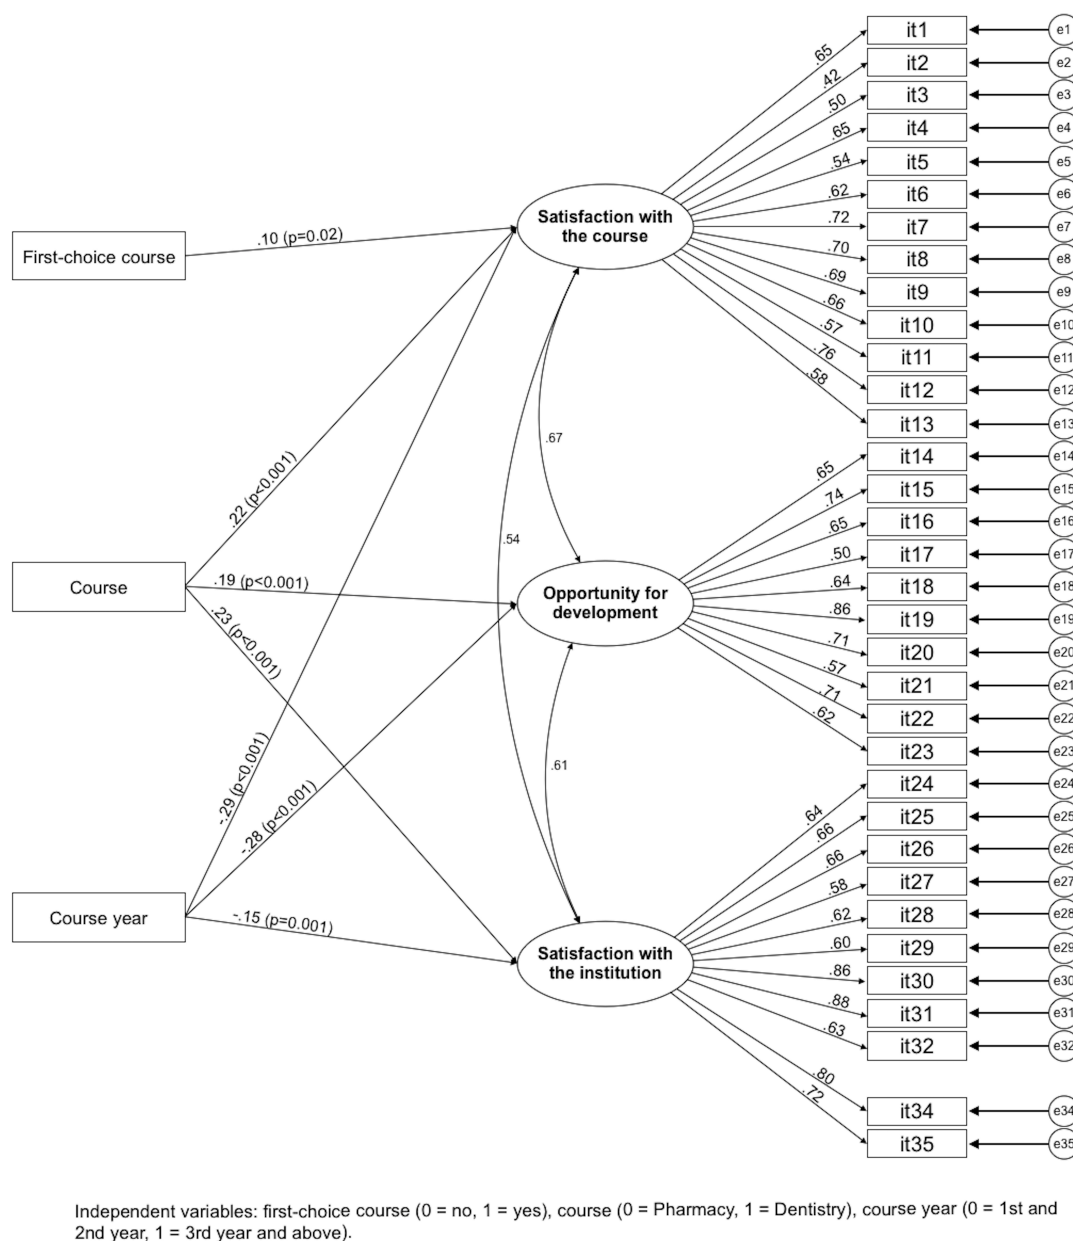 it1
e1
it2
e2
it3
e3
it4
e4
it5
e5
it6
e6
it7
e7
it8
e8
it9
e9
it10
e10
it11
e11
it12
e12
it13
e13
.65
.42
.50
.65
.54
.62
.72
.70
.69
.66
.57
.76
.58
Satisfaction with
the course
First-choice course
.10 (p=0.02)
.22 (p<0.001)
.67
.54
it14
e14
it15
e15
it16
e16
it17
e17
it18
e18
it19
e19
it20
e20
it21
e21
it22
e22
it23
e23
.65
.74
.65
.50
.64
.86
.71
.57
.71
.62
Course
.19 (p<0.001)
.23 (p<0.001)
Opportunity for
development
.61
-.29 (p<0.001)
-.28 (p<0.001)
it24
e24
it25
e25
it26
e26
it27
e27
it28
e28
it29
e29
it30
e30
it31
e31
it32
e32
it34
e34
it35
e35
.64
.66
.66
.58
.62
.60
.86
.88
.63
.80
.72
Course year
-.15 (p=0.001)
Satisfaction with
the institution
Independent variables: first-choice course (0 = no, 1 = yes), course (0 = Pharmacy, 1 = Dentistry), course year (0 = 1st and
2nd year, 1 = 3rd year and above).